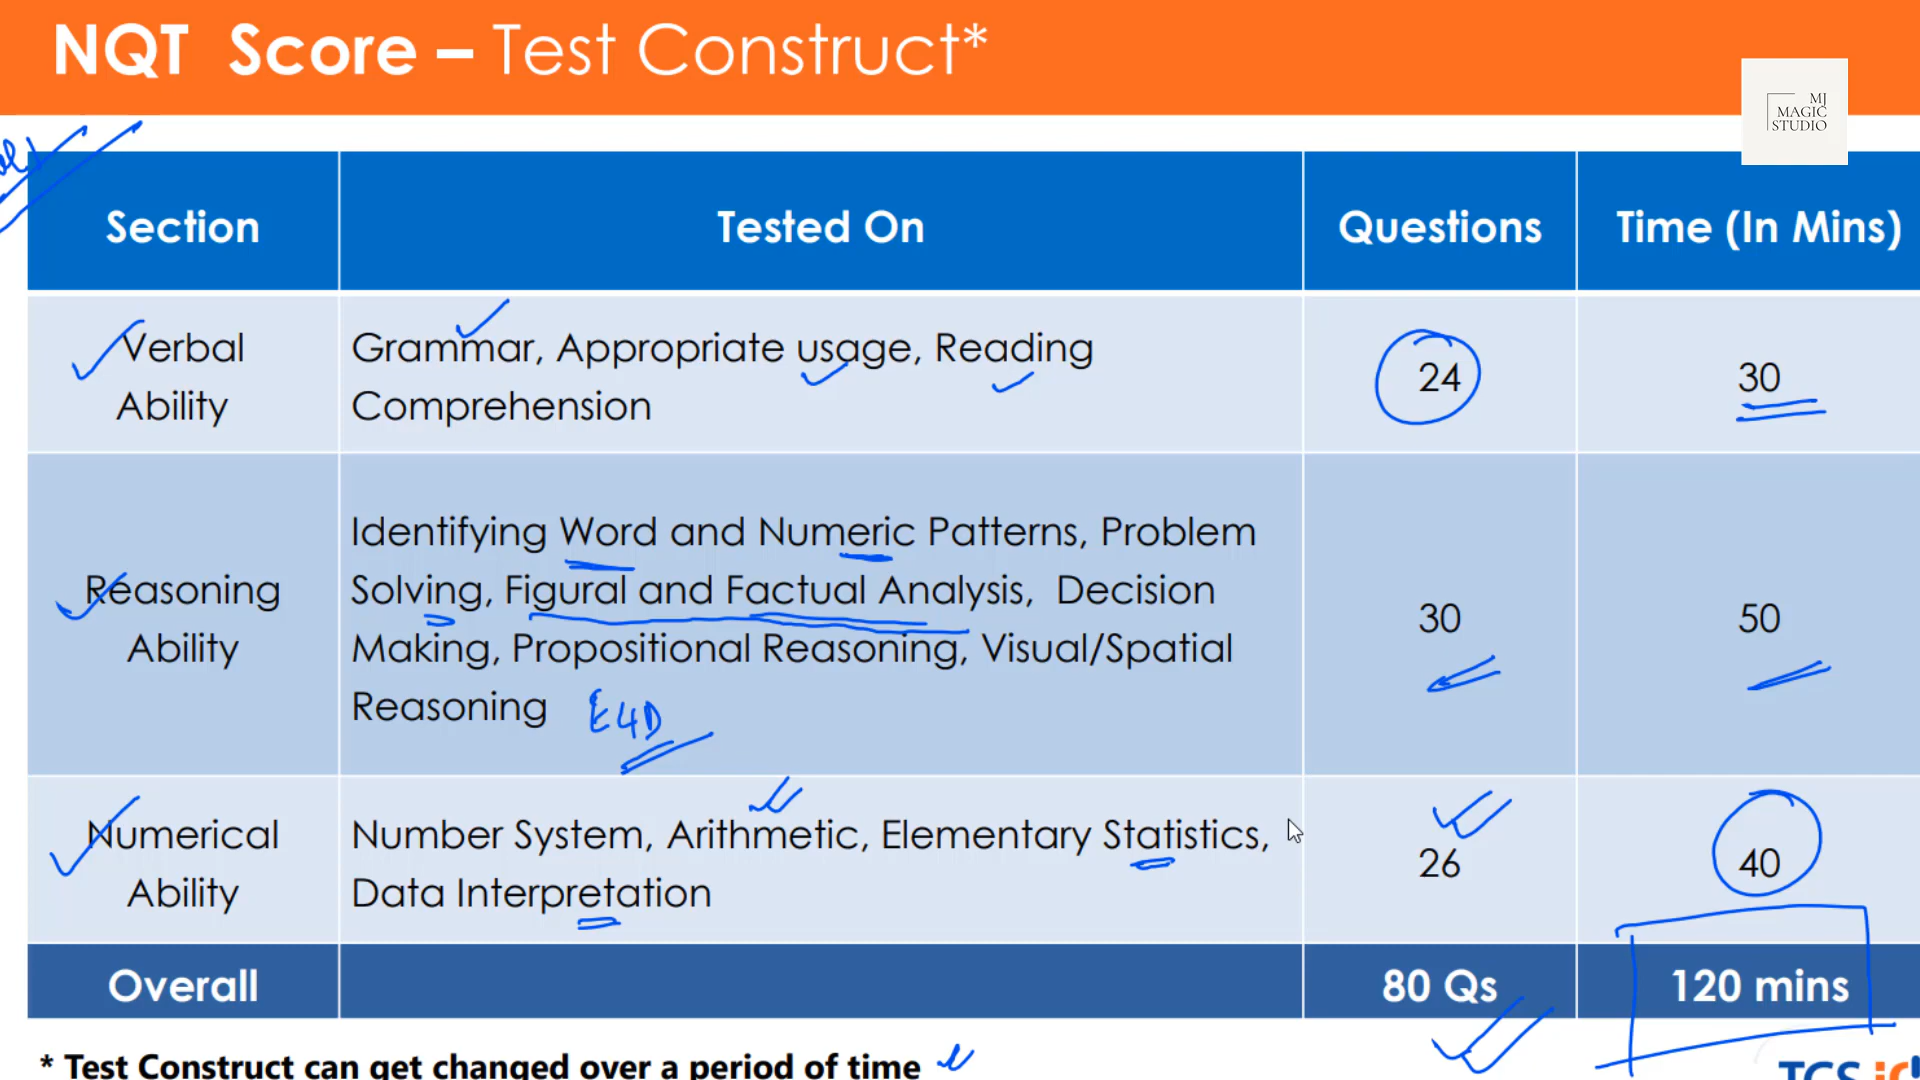 NQT Score – Test Construct*
MJ
MAGIC
STUDIO
Section Tested On Questions Time (In Mins)
Verbal
Ability
Grammar, Appropriate usage, Reading
Comprehension
24
30
Reasoning
Ability
Identifying Word and Numeric Patterns, Problem
Solving, Figural and Factual Analysis, Decision
Making, Propositional Reasoning, Visual/Spatial
Reasoning E4D
30
50
Numerical
Ability
Number System, Arithmetic, Elementary Statistics,
Data Interpretation
26
40
Overall 80 Qs 120 mins
* Test Construct can get changed over a period of time
TCS